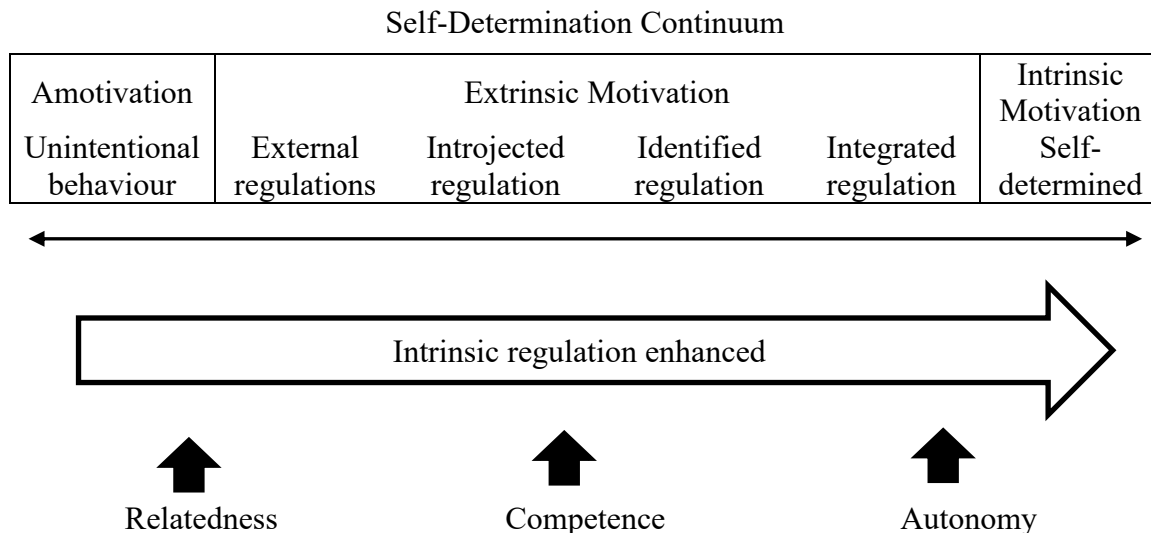 Self-Determination Continuum
Amotivation
Unintentional
behaviour
Extrinsic Motivation
External
regulations
Introjected
regulation
Identified
regulation
Integrated
regulation
Intrinsic
Motivation
Self-
determined
Intrinsic regulation enhanced
Relatedness
Competence
Autonomy